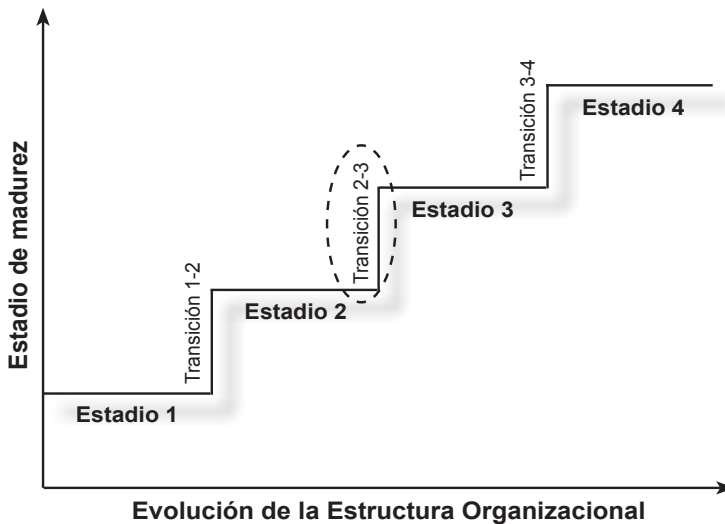 Estadio de madurez
Transición 3-4
Estadio 4
Transición 2-3
Estadio 3
Transición 1-2
Estadio 2
Estadio 1
Evolución de la Estructura Organizacional